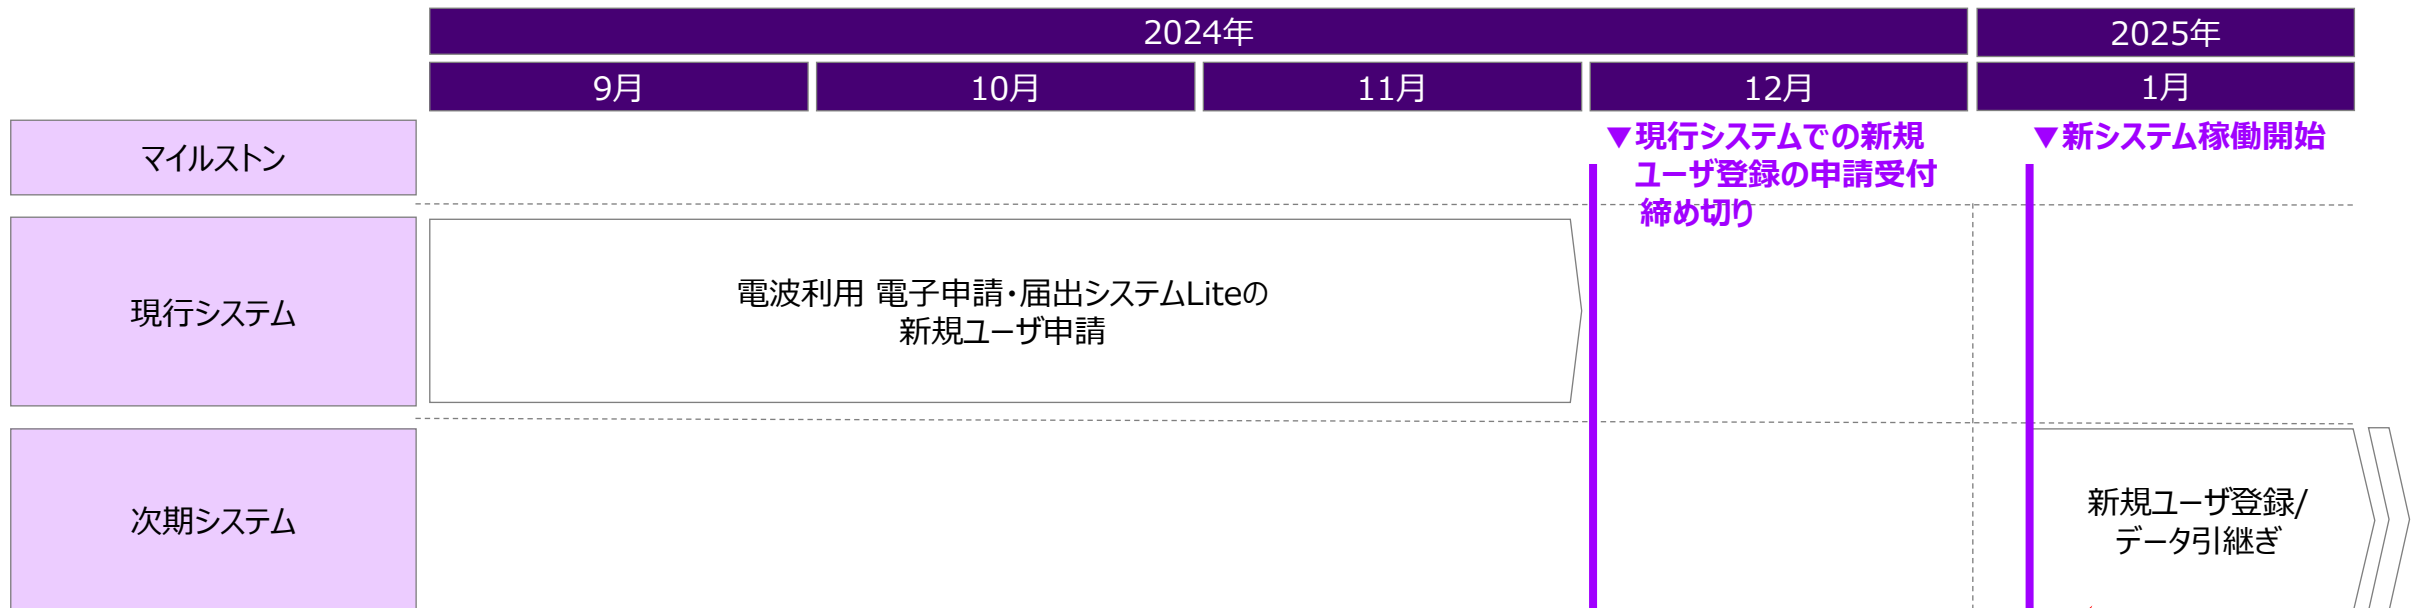 2024年
2025年
9月
10月
11月
12月
1月
マイルストン
▼現行システムでの新規
ユーザ登録の申請受付
締め切り
▼新システム稼働開始
現行システム
電波利用 電子申請・届出システムLiteの
新規ユーザ申請
次期システム
新規ユーザ登録/
データ引継ぎ